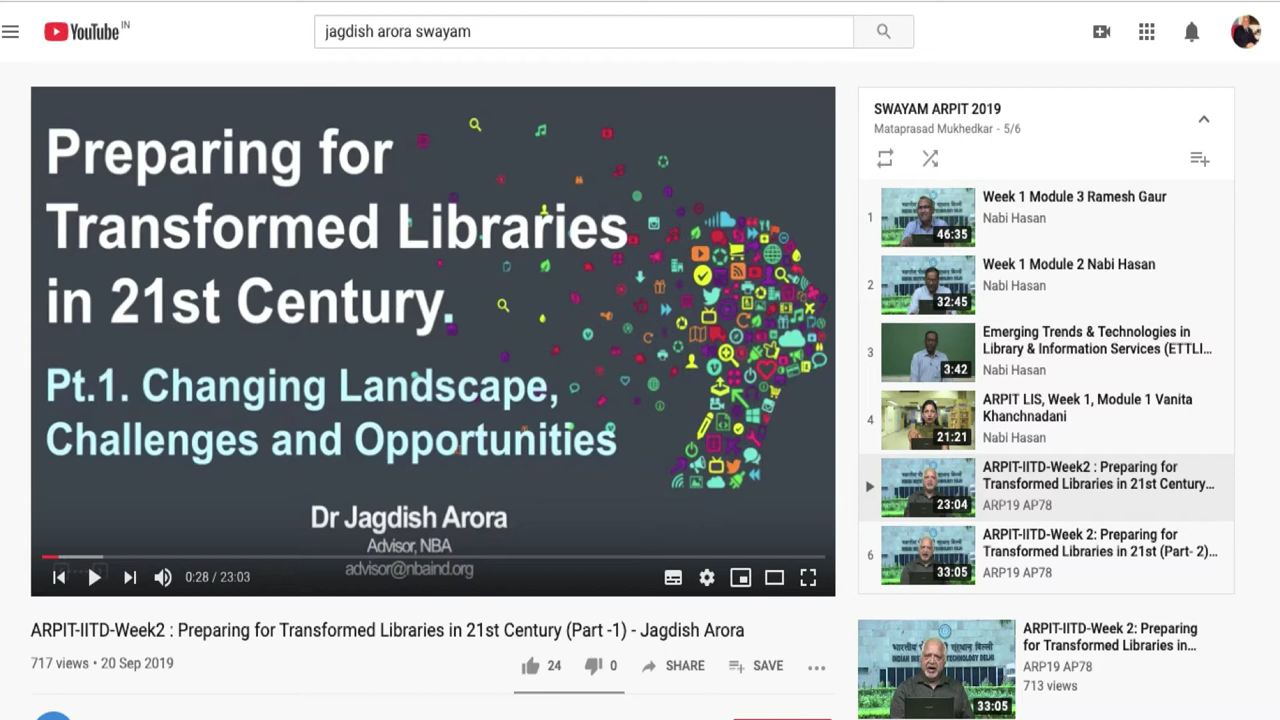 YouTube IN
jagdish arora swayam
Preparing for
Transformed Libraries
in 21st Century.
Pt.1. Changing Landscape,
Challenges and Opportunities
Dr Jagdish Arora
Advisor, NBA
advisor@nbaind.org
0:28 / 23:03
ARPIT-IITD-Week2 : Preparing for Transformed Libraries in 21st Century (Part -1) - Jagdish Arora
717 views • 20 Sep 2019
24
0
SHARE
SAVE
SWAYAM ARPIT 2019
Mataprasad Mukhedkar - 5/6
1
46:35
Week 1 Module 3 Ramesh Gaur
Nabi Hasan
2
32:45
Week 1 Module 2 Nabi Hasan
Nabi Hasan
3
3:42
Emerging Trends & Technologies in
Library & Information Services (ETTLI...
Nabi Hasan
4
21:21
ARPIT LIS, Week 1, Module 1 Vanita
Khanchnadani
Nabi Hasan
23:04
ARPIT-IITD-Week2 : Preparing for
Transformed Libraries in 21st Century...
ARP19 AP78
6
33:05
ARPIT-IITD-Week 2: Preparing for
Transformed Libraries in 21st (Part- 2)...
ARP19 AP78
भारतीय प्रौद्योगिकी संस्थान दिल्ली
INDIAN INSTITUTE OF TECHNOLOGY DELHI
33:05
ARPIT-IITD-Week 2: Preparing
for Transformed Libraries in...
ARP19 AP78
713 views